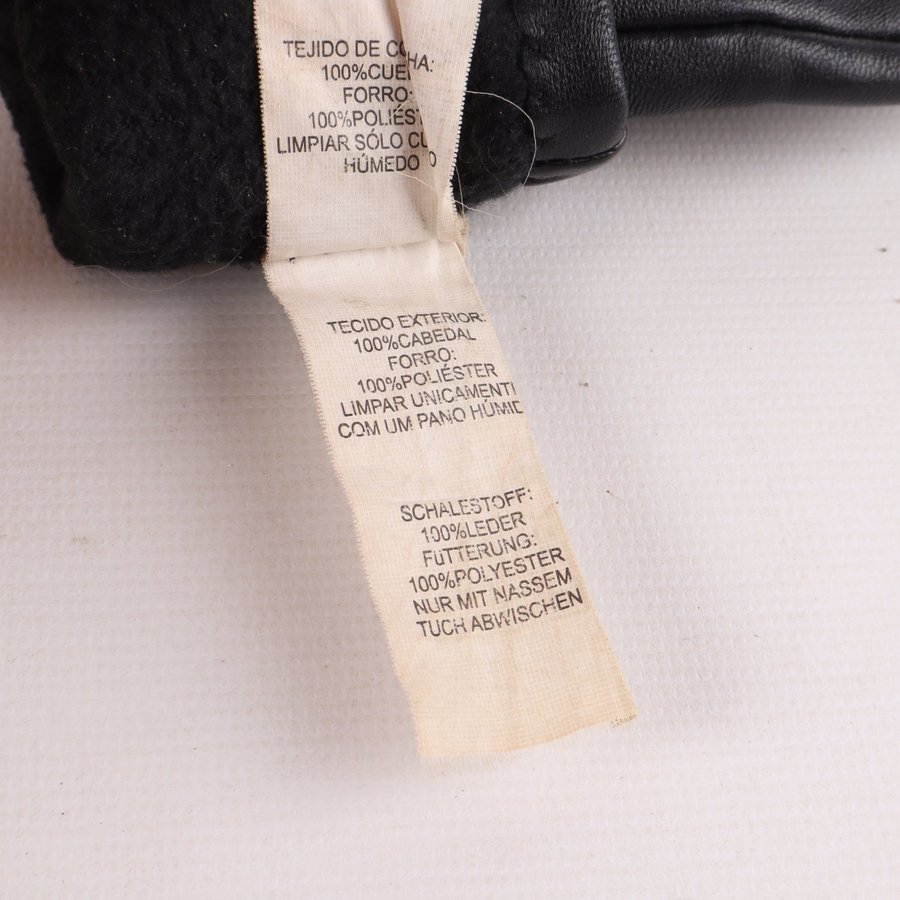 TEJIDO DE
100%CUE
FORRO:
100%POLIÉST
LIMPIAR SÓLO
HÚMEDO
TECIDO EXTERIOR:
100%CABEDAL
FORRO:
100%POLIÉSTER
LIMPAR UNICAMENT
COM UM PANO HÚMID
SCHALESTOFF:
100%LEDER
FüTTERUNG:
100%POLYESTER
NUR MIT NASSEM
TUCH ABWISCHEN